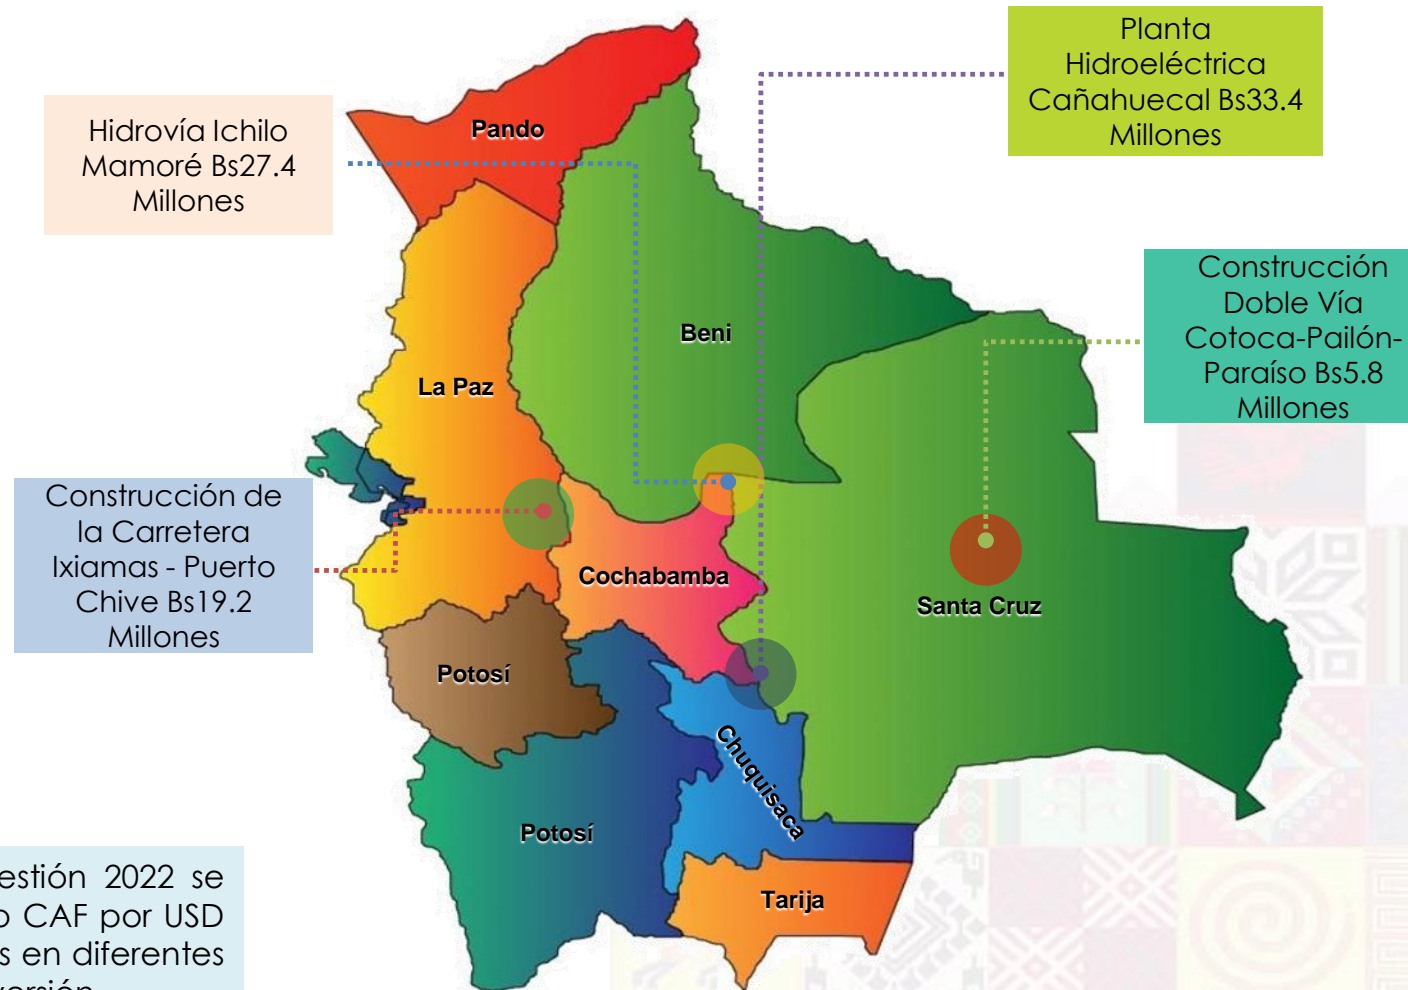 Planta
Hidroeléctrica
Cañahuecal Bs33.4
Millones
Hidrovía Ichilo
Mamoré Bs27.4
Millones
Pando
Construcción
Doble Vía
Cotoca-Pailón-
Paraíso Bs5.8
Millones
Beni
La Paz
Construcción de
la Carretera
Ixiamas - Puerto
Chive Bs19.2
Millones
Cochabamba
Santa Cruz
Potosí
Chuquisaca
Potosí
Tarija
estión 2022 se
o CAF por USD
s en diferentes